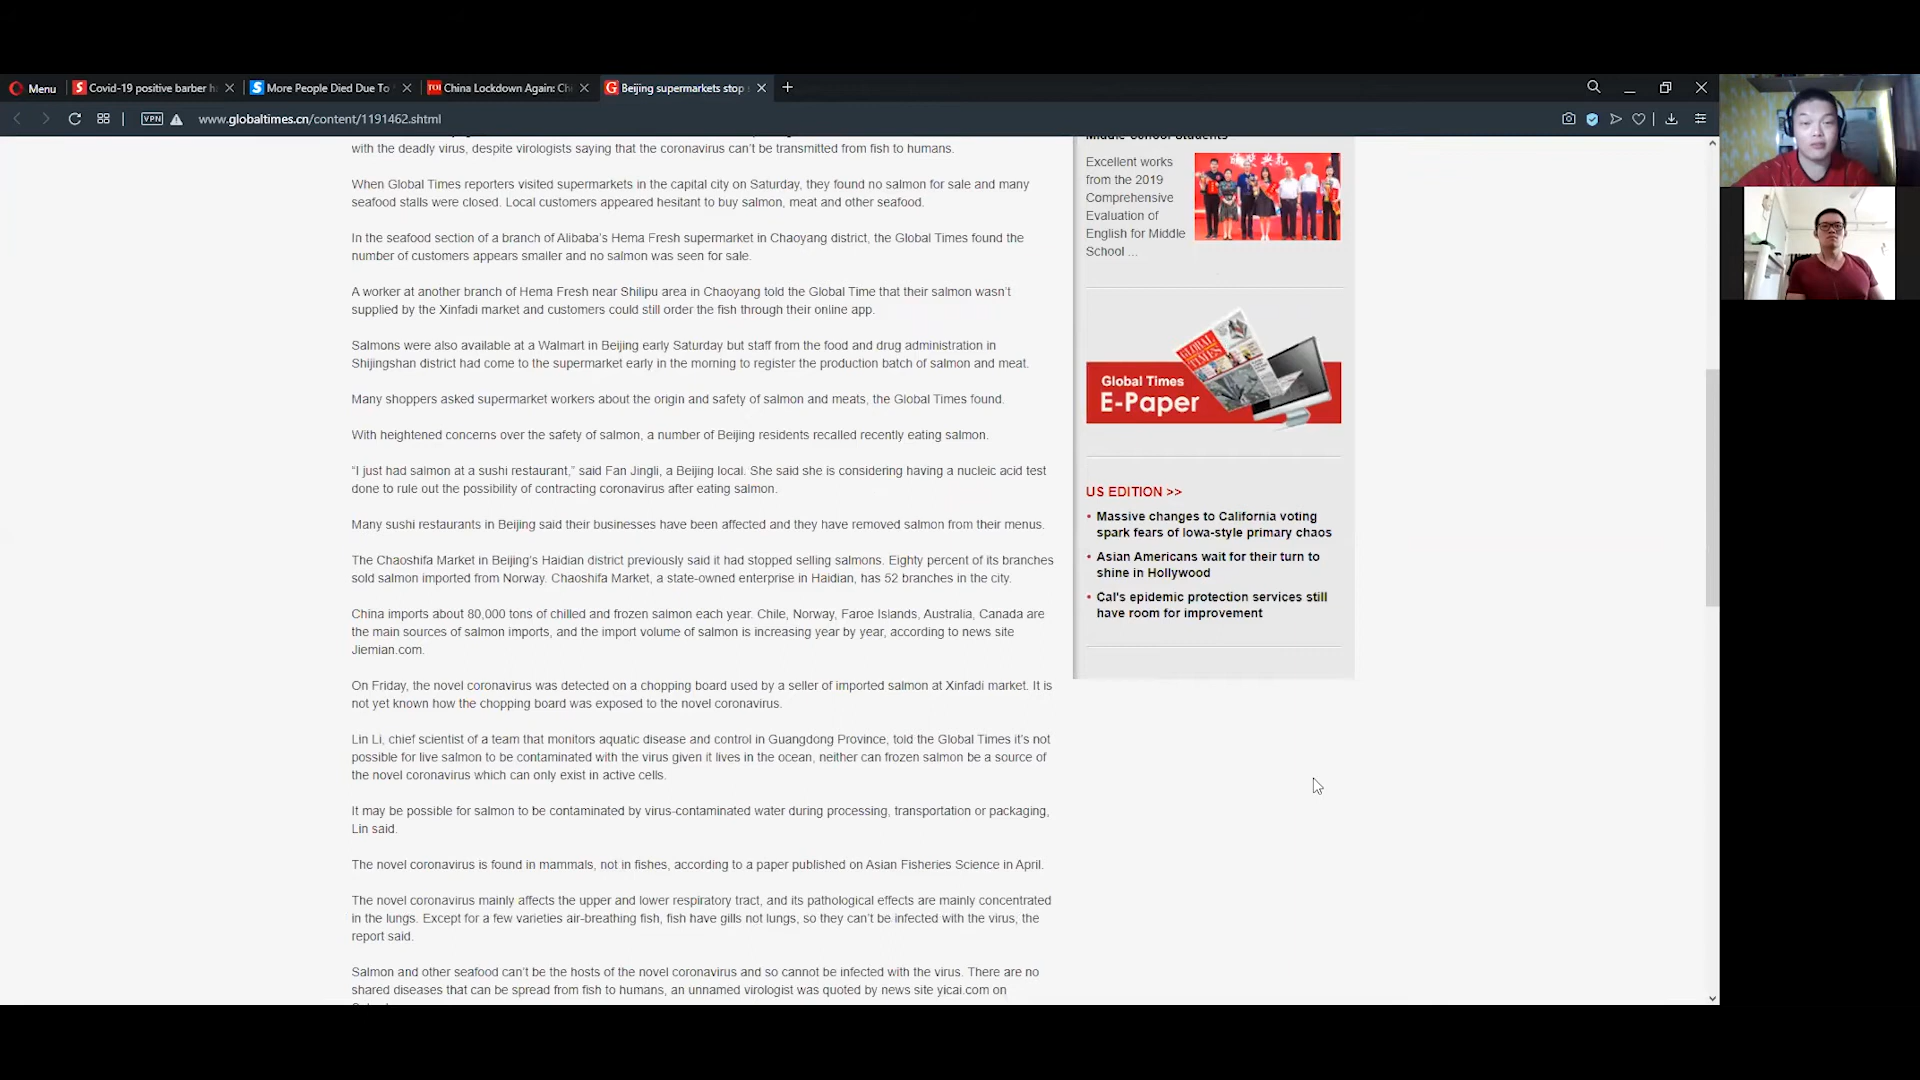 Menu
Covid-19 positive barber h
More People Died Due To
TOI China Lockdown Again: Ch
Beijing supermarkets stop
VPN
www.globaltimes.cn/content/1191462.shtml
with the deadly virus, despite virologists saying that the coronavirus can't be transmitted from fish to humans.
When Global Times reporters visited supermarkets in the capital city on Saturday, they found no salmon for sale and many
seafood stalls were closed. Local customers appeared hesitant to buy salmon, meat and other seafood.
In the seafood section of a branch of Alibaba's Hema Fresh supermarket in Chaoyang district, the Global Times found the
number of customers appears smaller and no salmon was seen for sale.
A worker at another branch of Hema Fresh near Shilipu area in Chaoyang told the Global Time that their salmon wasn't
supplied by the Xinfadi market and customers could still order the fish through their online app.
Salmons were also available at a Walmart in Beijing early Saturday but staff from the food and drug administration in
Shijingshan district had come to the supermarket early in the morning to register the production batch of salmon and meat.
Many shoppers asked supermarket workers about the origin and safety of salmon and meats, the Global Times found.
With heightened concerns over the safety of salmon, a number of Beijing residents recalled recently eating salmon.
“I just had salmon at a sushi restaurant,” said Fan Jingli, a Beijing local. She said she is considering having a nucleic acid test
done to rule out the possibility of contracting coronavirus after eating salmon.
Many sushi restaurants in Beijing said their businesses have been affected and they have removed salmon from their menus.
The Chaoshifa Market in Beijing's Haidian district previously said it had stopped selling salmons. Eighty percent of its branches
sold salmon imported from Norway. Chaoshifa Market, a state-owned enterprise in Haidian, has 52 branches in the city.
China imports about 80,000 tons of chilled and frozen salmon each year. Chile, Norway, Faroe Islands, Australia, Canada are
the main sources of salmon imports, and the import volume of salmon is increasing year by year, according to news site
Jiemian.com.
On Friday, the novel coronavirus was detected on a chopping board used by a seller of imported salmon at Xinfadi market. It is
not yet known how the chopping board was exposed to the novel coronavirus.
Lin Li, chief scientist of a team that monitors aquatic disease and control in Guangdong Province, told the Global Times it's not
possible for live salmon to be contaminated with the virus given it lives in the ocean, neither can frozen salmon be a source of
the novel coronavirus which can only exist in active cells.
It may be possible for salmon to be contaminated by virus-contaminated water during processing, transportation or packaging,
Lin said.
The novel coronavirus is found in mammals, not in fishes, according to a paper published on Asian Fisheries Science in April.
The novel coronavirus mainly affects the upper and lower respiratory tract, and its pathological effects are mainly concentrated
in the lungs. Except for a few varieties air-breathing fish, fish have gills not lungs, so they can't be infected with the virus, the
report said.
Salmon and other seafood can't be the hosts of the novel coronavirus and so cannot be infected with the virus. There are no
shared diseases that can be spread from fish to humans, an unnamed virologist was quoted by news site yicai.com on
Middle School Students
Excellent works
from the 2019
Comprehensive
Evaluation of
English for Middle
School ...
GLOBAL TIMES
Global Times
E-Paper
US EDITION >>
• Massive changes to California voting
spark fears of Iowa-style primary chaos
• Asian Americans wait for their turn to
shine in Hollywood
• Cal's epidemic protection services still
have room for improvement